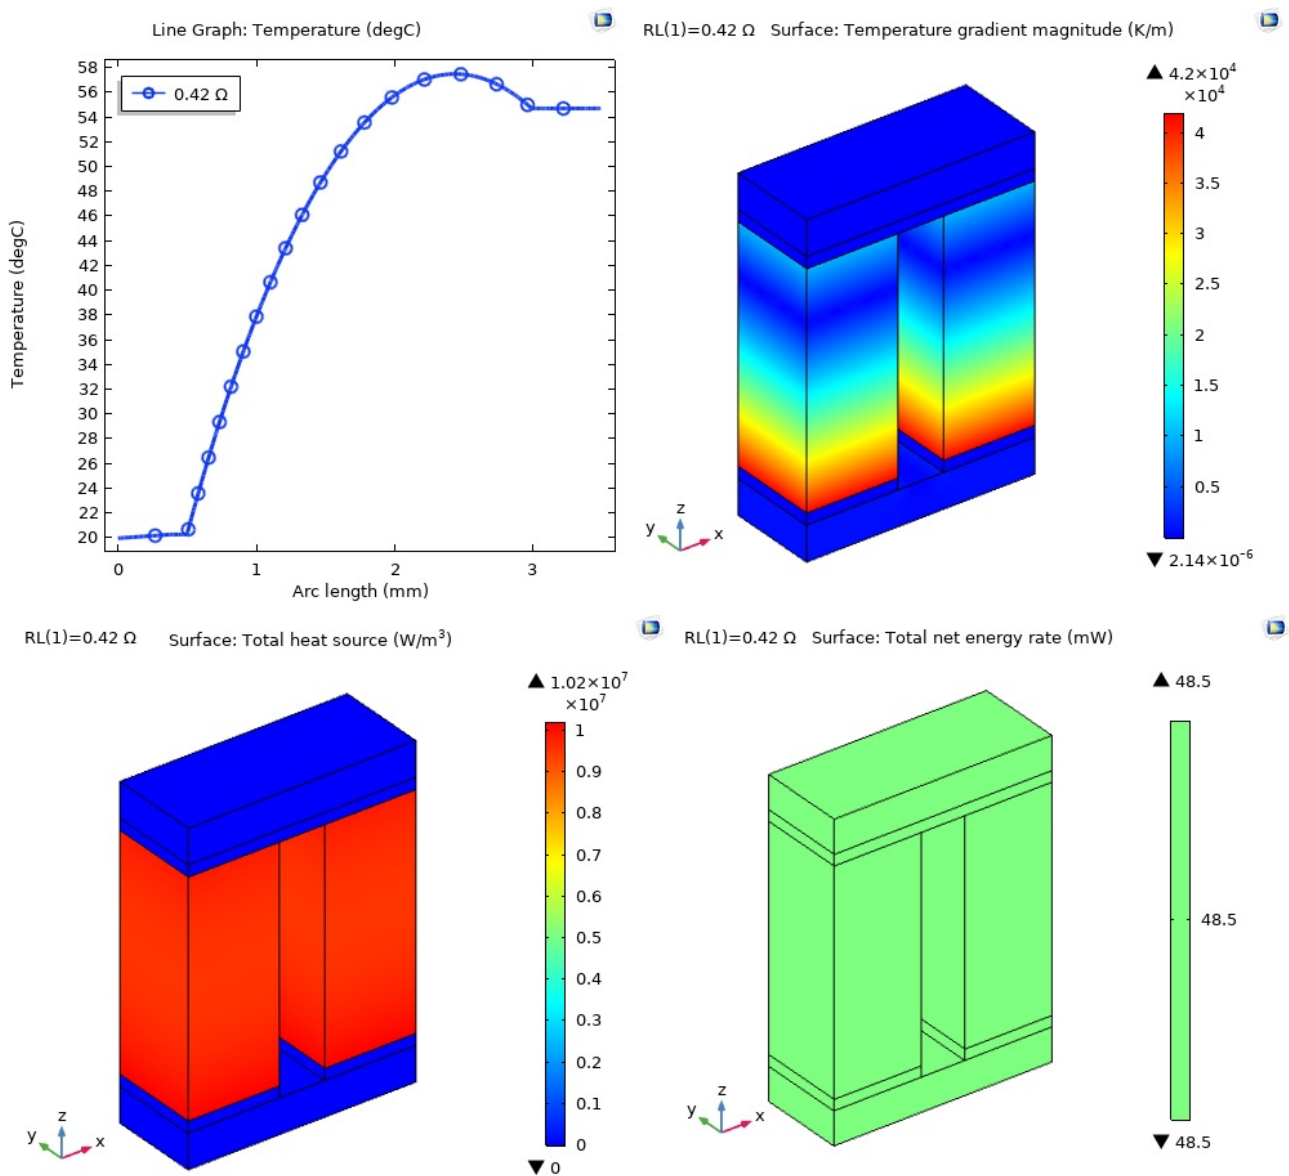 Line Graph: Temperature (degC)
58
56
54
52
50
48
46
44
42
40
38
36
34
32
30
28
26
24
22
20
Temperature (degC)
0.42 Ω
0 1 2 3
Arc length (mm)
RL(1)=0.42 Ω Surface: Temperature gradient magnitude (K/m)
▲ 4.2×10⁴
×10⁴
4
3.5
3
2.5
2
1.5
1
0.5
▼ 2.14×10⁻⁶
z
y
x
RL(1)=0.42 Ω Surface: Total heat source (W/m³)
▲ 1.02×10⁷
×10⁷
1
0.9
0.8
0.7
0.6
0.5
0.4
0.3
0.2
0.1
0
▼ 0
z
y
x
RL(1)=0.42 Ω Surface: Total net energy rate (mW)
▲ 48.5
48.5
▼ 48.5
z
y
x